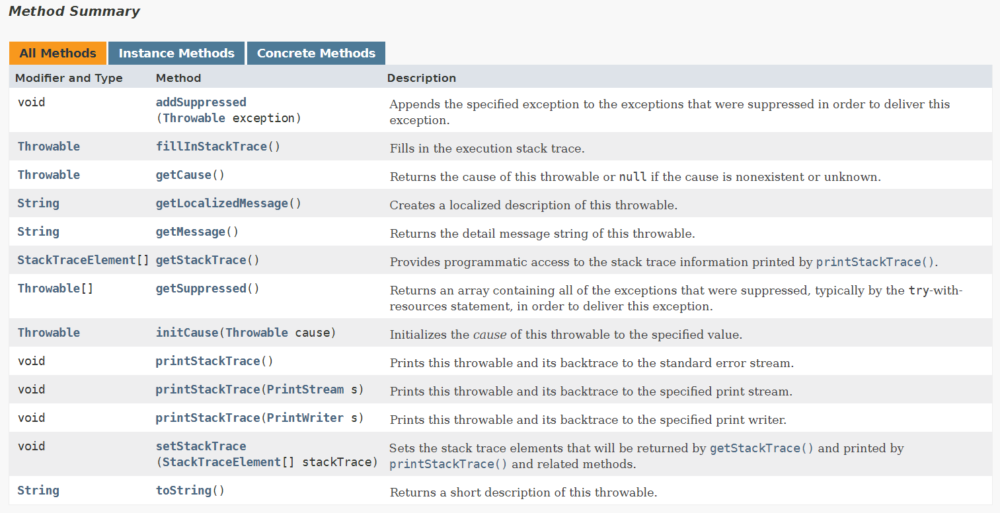 Method Summary
All Methods Instance Methods Concrete Methods
Modifier and Type Method Description
void addSuppressed Appends the specified exception to the exceptions that were suppressed in order to deliver this
(Throwable exception) exception.
Throwable fillInStackTrace() Fills in the execution stack trace.
Throwable getCause() Returns the cause of this throwable or null if the cause is nonexistent or unknown.
String getLocalizedMessage() Creates a localized description of this throwable.
String getMessage() Returns the detail message string of this throwable.
StackTraceElement[] getStackTrace() Provides programmatic access to the stack trace information printed by printStackTrace().
Throwable[] getSuppressed() Returns an array containing all of the exceptions that were suppressed, typically by the try-with-
resources statement, in order to deliver this exception.
Throwable initCause(Throwable cause) Initializes the cause of this throwable to the specified value.
void printStackTrace() Prints this throwable and its backtrace to the standard error stream.
void printStackTrace(PrintStream s) Prints this throwable and its backtrace to the specified print stream.
void printStackTrace(PrintWriter s) Prints this throwable and its backtrace to the specified print writer.
void setStackTrace Sets the stack trace elements that will be returned by getStackTrace() and printed by
(StackTraceElement[] stackTrace) printStackTrace() and related methods.
String toString() Returns a short description of this throwable.